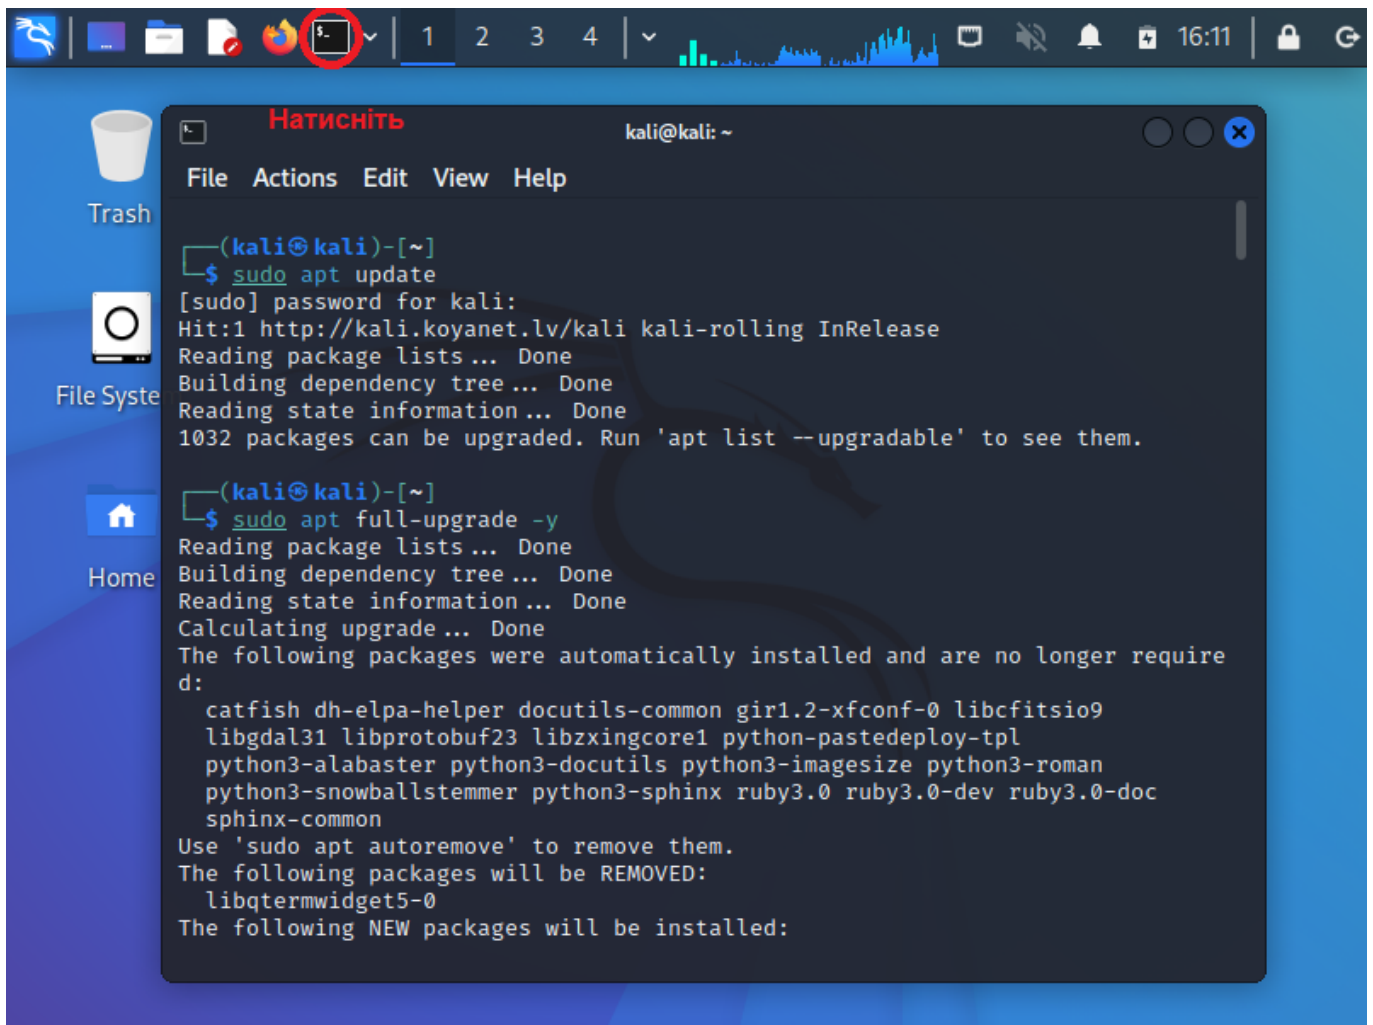 $-
1 2 3 4
16:11
Натисніть
kali@kali: ~
File Actions Edit View Help
Trash
File Syste
Home
┌──(kali㉿kali)-[~]
└─$ sudo apt update
[sudo] password for kali:
Hit:1 http://kali.koyanet.lv/kali kali-rolling InRelease
Reading package lists... Done
Building dependency tree... Done
Reading state information... Done
1032 packages can be upgraded. Run 'apt list --upgradable' to see them.
┌──(kali㉿kali)-[~]
└─$ sudo apt full-upgrade -y
Reading package lists... Done
Building dependency tree... Done
Reading state information... Done
Calculating upgrade... Done
The following packages were automatically installed and are no longer require
d:
catfish dh-elpa-helper docutils-common gir1.2-xfconf-0 libcfitsio9
libgdal31 libprotobuf23 libzxingcore1 python-pastedeploy-tpl
python3-alabaster python3-docutils python3-imagesize python3-roman
python3-snowballstemmer python3-sphinx ruby3.0 ruby3.0-dev ruby3.0-doc
sphinx-common
Use 'sudo apt autoremove' to remove them.
The following packages will be REMOVED:
libqtermwidget5-0
The following NEW packages will be installed: